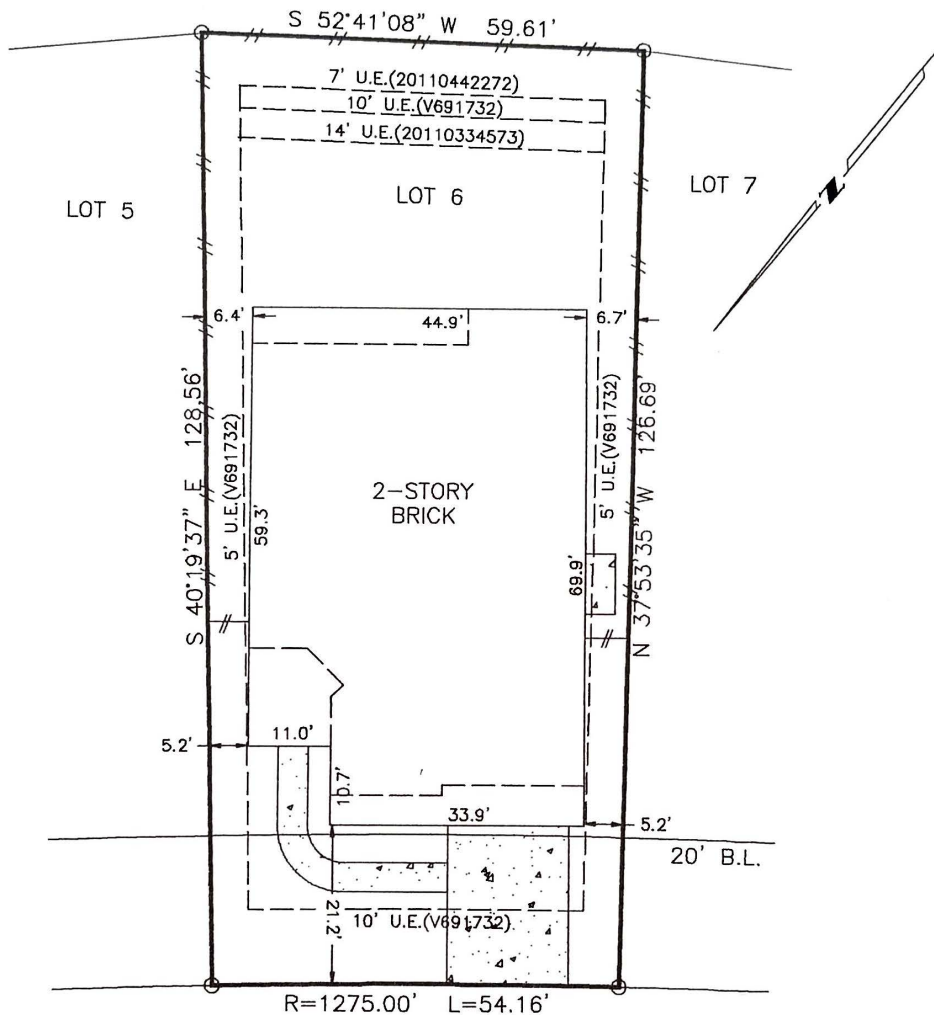 S 52°41'08" W 59.61'
7' U.E.(20110442272)
10' U.E.(V691732)
14' U.E.(20110334573)
LOT 5
LOT 6
LOT 7
N
6.4'
44.9'
6.7'
S 40°19'37" E 128.56'
5' U.E.(V691732)
59.3'
2-STORY
BRICK
69.9'
5' U.E.(V691732)
N 37°53'35" W 126.69'
11.0'
5.2'
10.7'
33.9'
5.2'
20' B.L.
21.2'
10' U.E.(V691732)
R=1275.00' L=54.16'